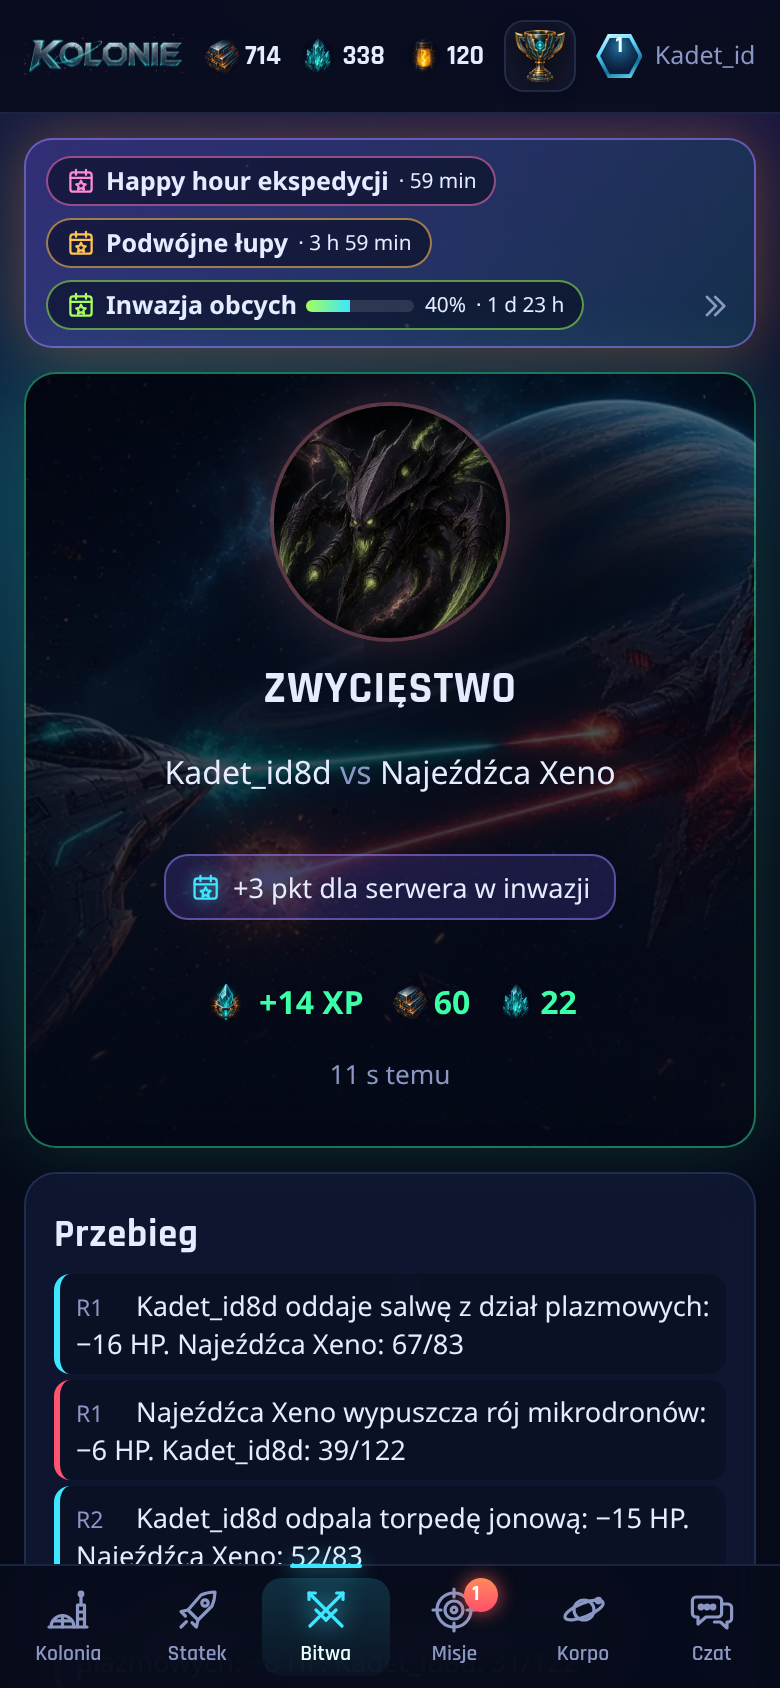 KOLONIE 714 338 120 1 Kadet_id
Happy hour ekspedycji · 59 min
Podwójne łupy · 3 h 59 min
Inwazja obcych 40% · 1 d 23 h
ZWYCIĘSTWO
Kadet_id8d vs Najeźdźca Xeno
+3 pkt dla serwera w inwazji
+14 XP 60 22
11 s temu
Przebieg
R1 Kadet_id8d oddaje salwę z dział plazmowych:
−16 HP. Najeźdźca Xeno: 67/83
R1 Najeźdźca Xeno wypuszcza rój mikrodronów:
−6 HP. Kadet_id8d: 39/122
R2 Kadet_id8d odpala torpedę jonową: −15 HP.
Najeźdźca Xeno: 52/83
1
Kolonia Statek Bitwa Misje Korpo Czat